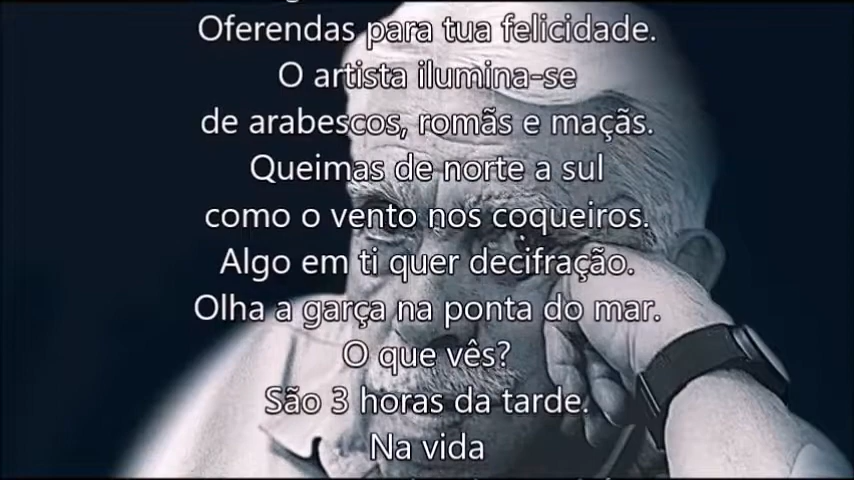 Oferendas para tua felicidade.
O artista ilumina-se
de arabescos, romãs e maçãs.
Queimas de norte a sul
como o vento nos coqueiros.
Algo em ti quer decifração.
Olha a garça na ponta do mar.
O que vês?
São 3 horas da tarde.
Na vida